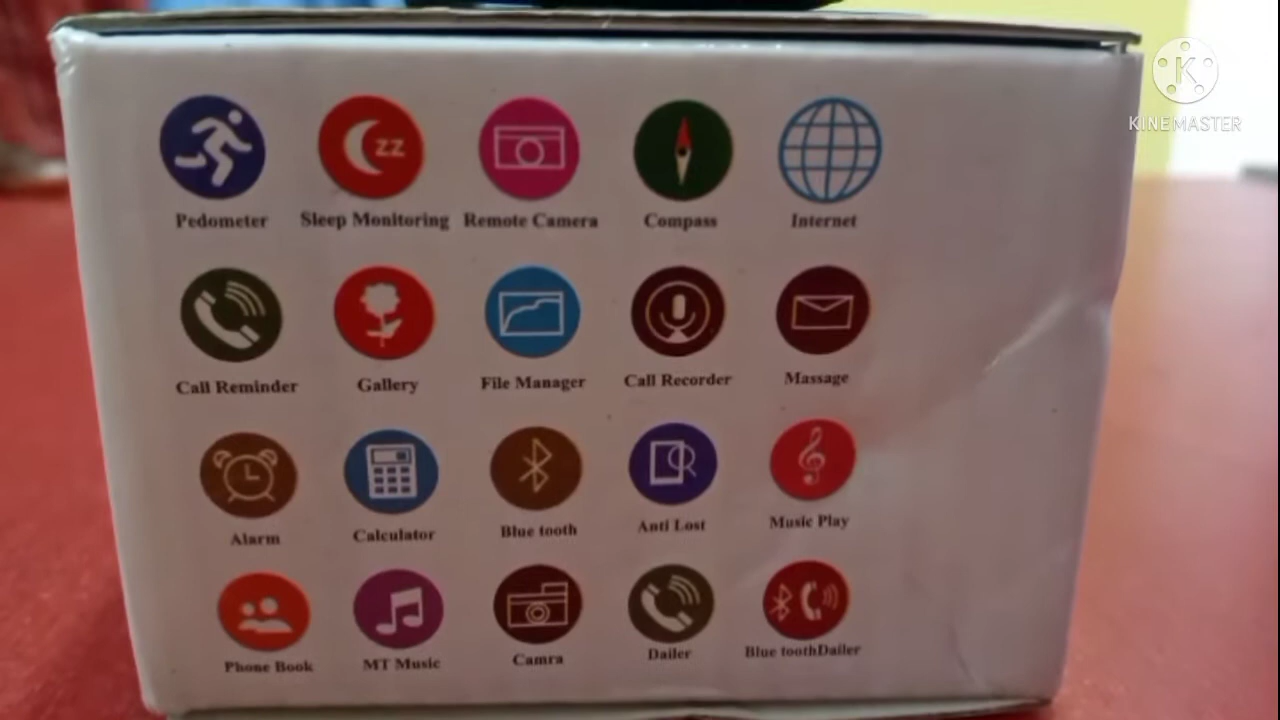 K
KINEMASTER
zz
Pedometer Sleep Monitoring Remote Camera Compass Internet
Call Reminder Gallery File Manager Call Recorder Massage
Alarm Calculator Blue tooth Anti Lost Music Play
Phone Book MT Music Camra Dailer Blue toothDailer